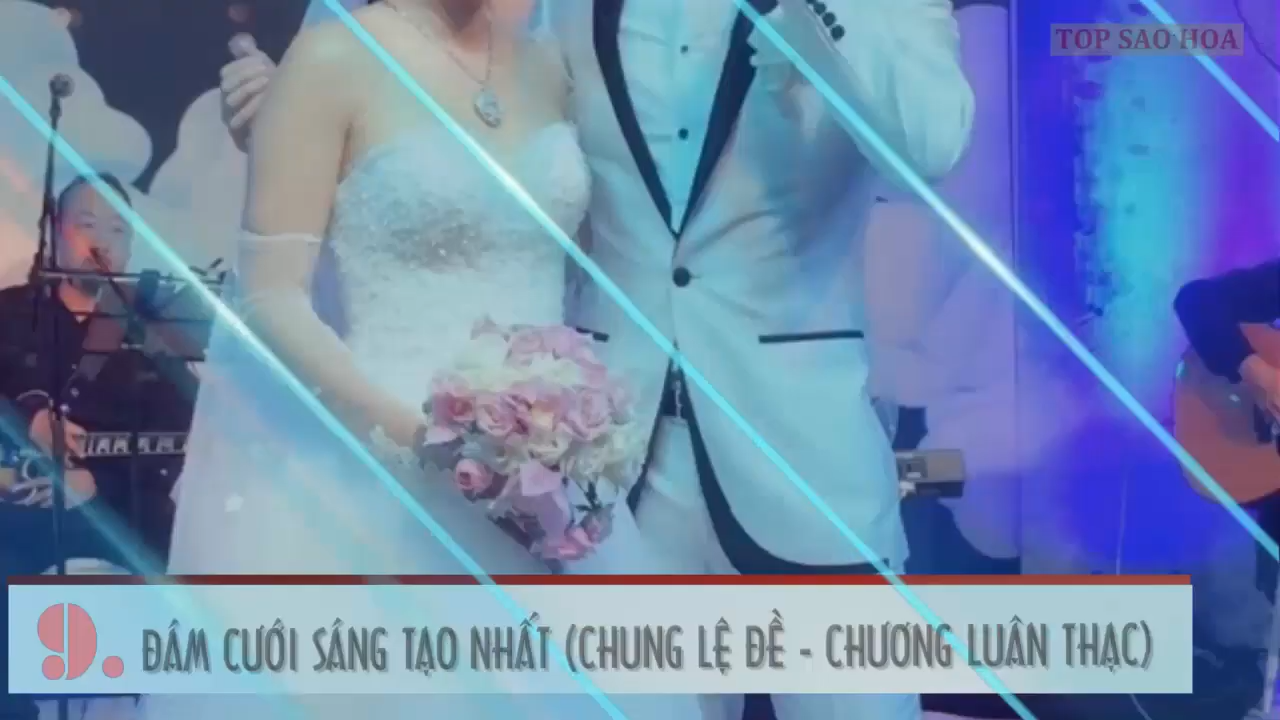 TOP SAO HOA
9. ĐÁM CƯỚI SÁNG TẠO NHẤT (CHUNG LỆ ĐỀ - CHƯƠNG LUÂN THẠC)